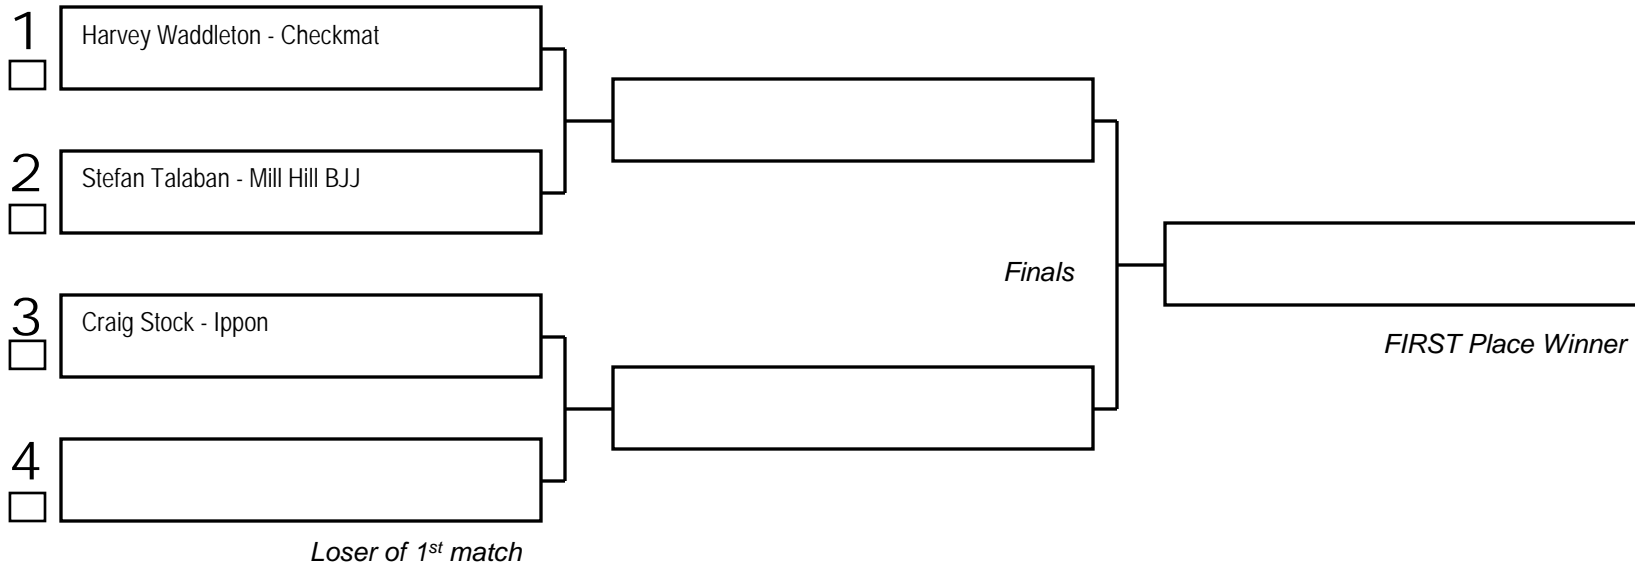 1
Harvey Waddleton - Checkmat
2
Stefan Talaban - Mill Hill BJJ
Finals
3
Craig Stock - Ippon
FIRST Place Winner
4
Loser of 1st match